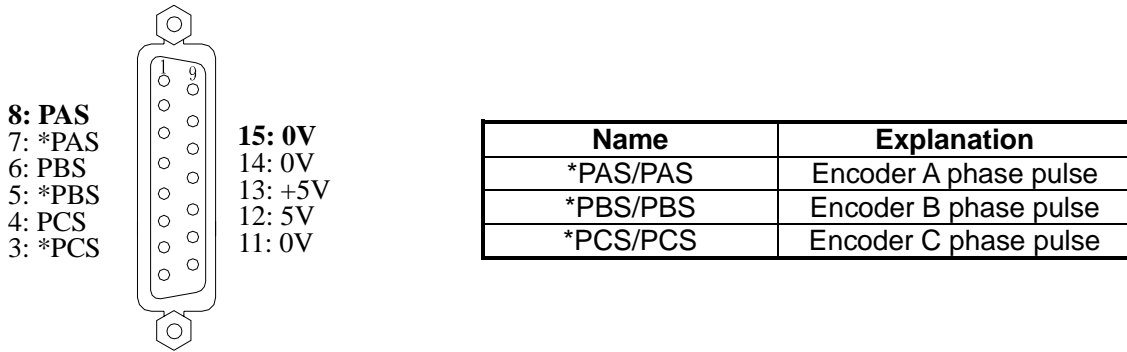 1
9
8: PAS
7: *PAS
6: PBS
5: *PBS
4: PCS
3: *PCS
15: 0V
14: 0V
13: +5V
12: 5V
11: 0V
Name Explanation
*PAS/PAS Encoder A phase pulse
*PBS/PBS Encoder B phase pulse
*PCS/PCS Encoder C phase pulse